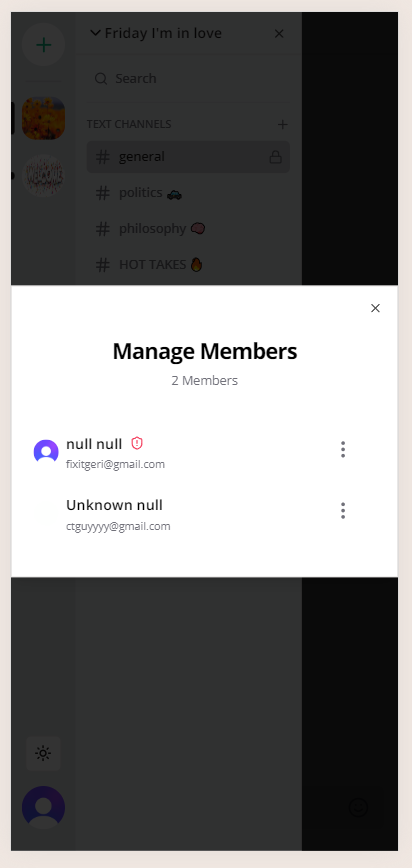 Friday I'm in love
Search
TEXT CHANNELS
general
politics 🚓
philosophy 🧠
HOT TAKES 🔥
Manage Members
2 Members
null null
fixitgeri@gmail.com
Unknown null
ctguyyyy@gmail.com